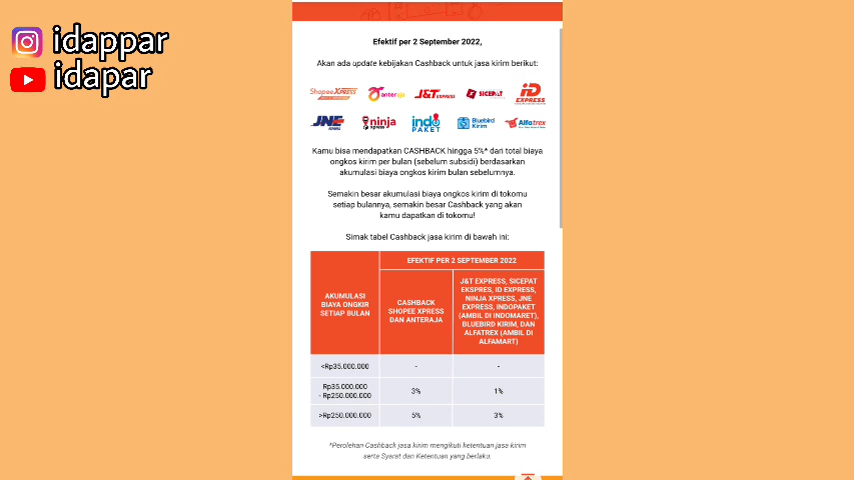 idappar
idapar
Efektif per 2 September 2022,
Akan ada update kebijakan Cashback untuk jasa kirim berikut:
Shopee XPRESS
anteraja
J&T EXPRESS
SICEPAT
iD EXPRESS
JNE EXPRESS
ninja xpress
indo PAKET
Bluebird Kirim
Alfatrex
Kamu bisa mendapatkan CASHBACK hingga 5%* dari total biaya
ongkos kirim per bulan (sebelum subsidi) berdasarkan
akumulasi biaya ongkos kirim bulan sebelumnya.
Semakin besar akumulasi biaya ongkos kirim di tokomu
setiap bulannya, semakin besar Cashback yang akan
kamu dapatkan di tokomu!
Simak tabel Cashback jasa kirim di bawah ini:
EFEKTIF PER 2 SEPTEMBER 2022
AKUMULASI
BIAYA ONGKIR
SETIAP BULAN
CASHBACK
SHOPEE XPRESS
DAN ANTERAJA
J&T EXPRESS, SICEPAT
EKSPRES, ID EXPRESS,
NINJA XPRESS, JNE
EXPRESS, INDOPAKET
(AMBIL DI INDOMARET),
BLUEBIRD KIRIM, DAN
ALFATREX (AMBIL DI
ALFAMART)
<Rp35.000.000 - -
Rp35.000.000
- Rp250.000.000 3% 1%
>Rp250.000.000 5% 3%
*Perolehan Cashback jasa kirim mengikuti ketentuan jasa kirim
serta Syarat dan Ketentuan yang berlaku.